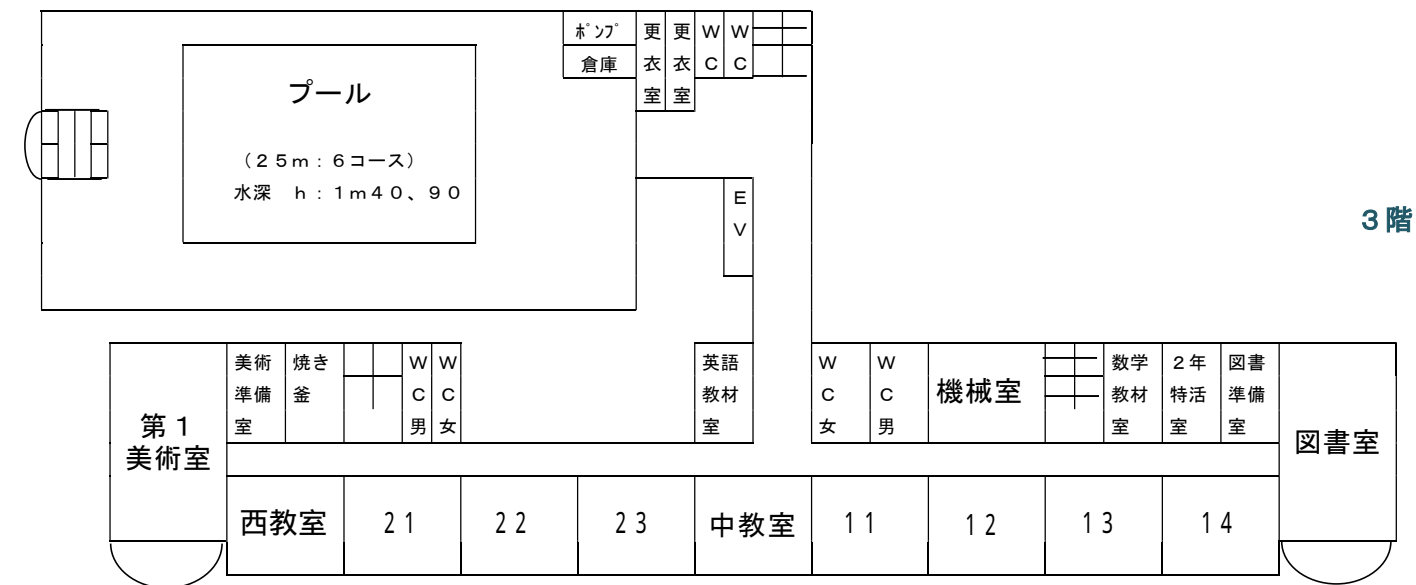 ﾎﾟﾝﾌﾟ
倉庫
更衣室
更衣室
ＷＣ
ＷＣ
プール
（２５ｍ：６コース）
水深　ｈ：１ｍ４０、９０
ＥＶ
３階
第１
美術室
美術
準備
室
焼き
釜
ＷＣ男
ＷＣ女
英語
教材
室
ＷＣ女
ＷＣ男
機械室
数学
教材
室
２年
特活
室
図書
準備
室
図書室
西教室
２１
２２
２３
中教室
１１
１２
１３
１４